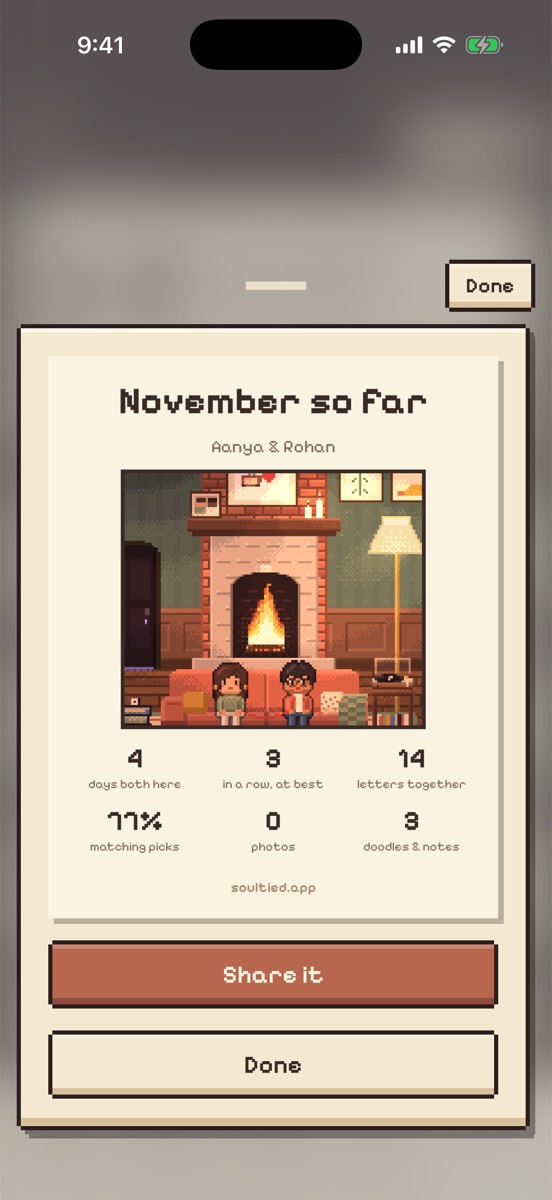 9:41
Done
November so far
Aanya & Rohan
4 3 14
days both here in a row, at best letters together
77% 0 3
matching picks photos doodles & notes
soultied.app
Share it
Done